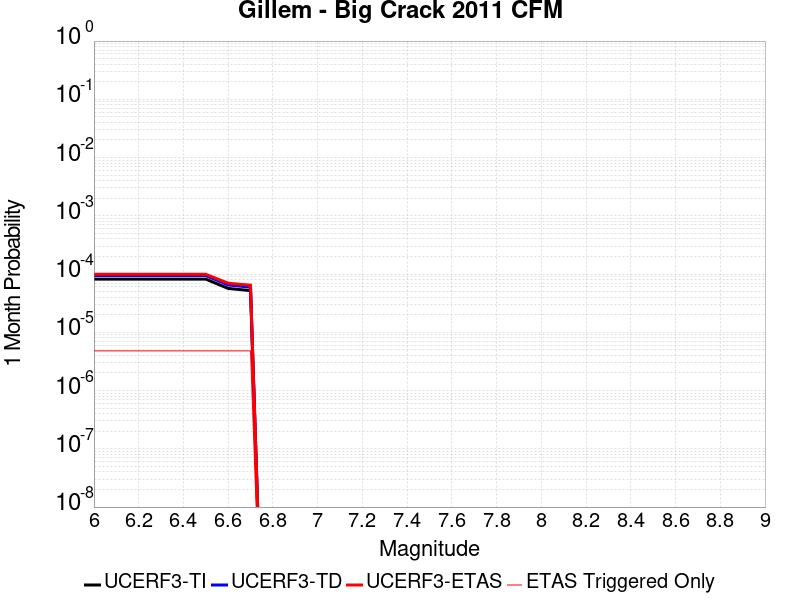 Gillem - Big Crack 2011 CFM
10^0
10^-1
10^-2
10^-3
10^-4
10^-5
10^-6
10^-7
10^-8
1 Month Probability
6 6.2 6.4 6.6 6.8 7 7.2 7.4 7.6 7.8 8 8.2 8.4 8.6 8.8 9
Magnitude
UCERF3-TI UCERF3-TD UCERF3-ETAS ETAS Triggered Only